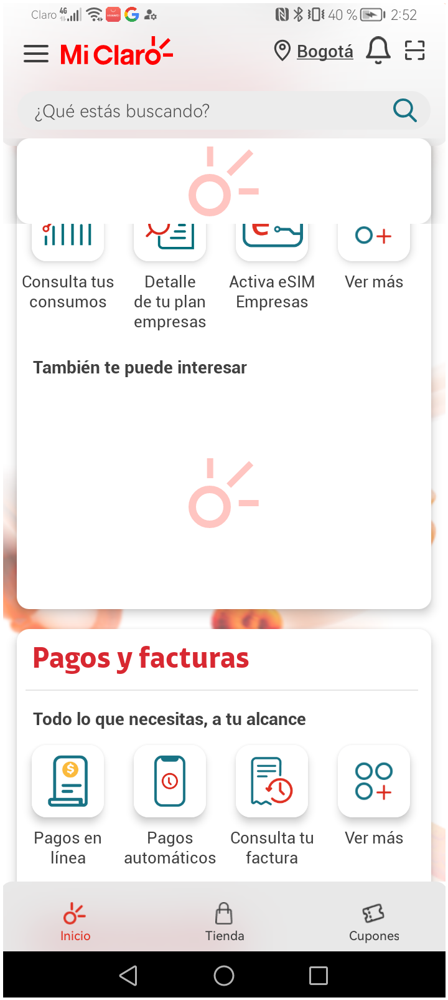 Claro 4G 40 % 2:52
Mi Claro Bogotá
¿Qué estás buscando?
Consulta tus consumos
Detalle de tu plan empresas
Activa eSIM Empresas
Ver más
También te puede interesar
Pagos y facturas
Todo lo que necesitas, a tu alcance
Pagos en línea
Pagos automáticos
Consulta tu factura
Ver más
Inicio
Tienda
Cupones